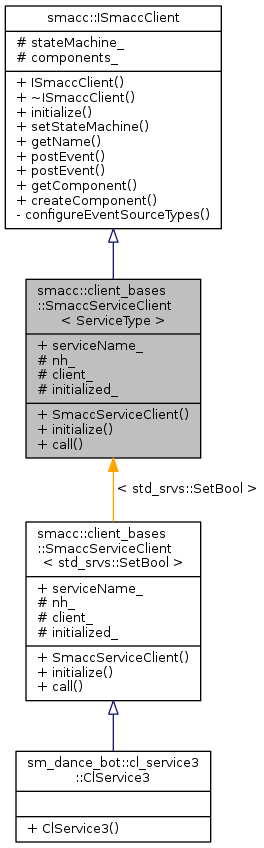 smacc::ISmaccClient
# stateMachine_
# components_
+ ISmaccClient()
+ ~ISmaccClient()
+ initialize()
+ setStateMachine()
+ getName()
+ postEvent()
+ postEvent()
+ getComponent()
+ createComponent()
- configureEventSourceTypes()
smacc::client_bases
::SmaccServiceClient
< ServiceType >
+ serviceName_
# nh_
# client_
# initialized_
+ SmaccServiceClient()
+ initialize()
+ call()
< std_srvs::SetBool >
smacc::client_bases
::SmaccServiceClient
< std_srvs::SetBool >
+ serviceName_
# nh_
# client_
# initialized_
+ SmaccServiceClient()
+ initialize()
+ call()
sm_dance_bot::cl_service3
::ClService3
+ ClService3()